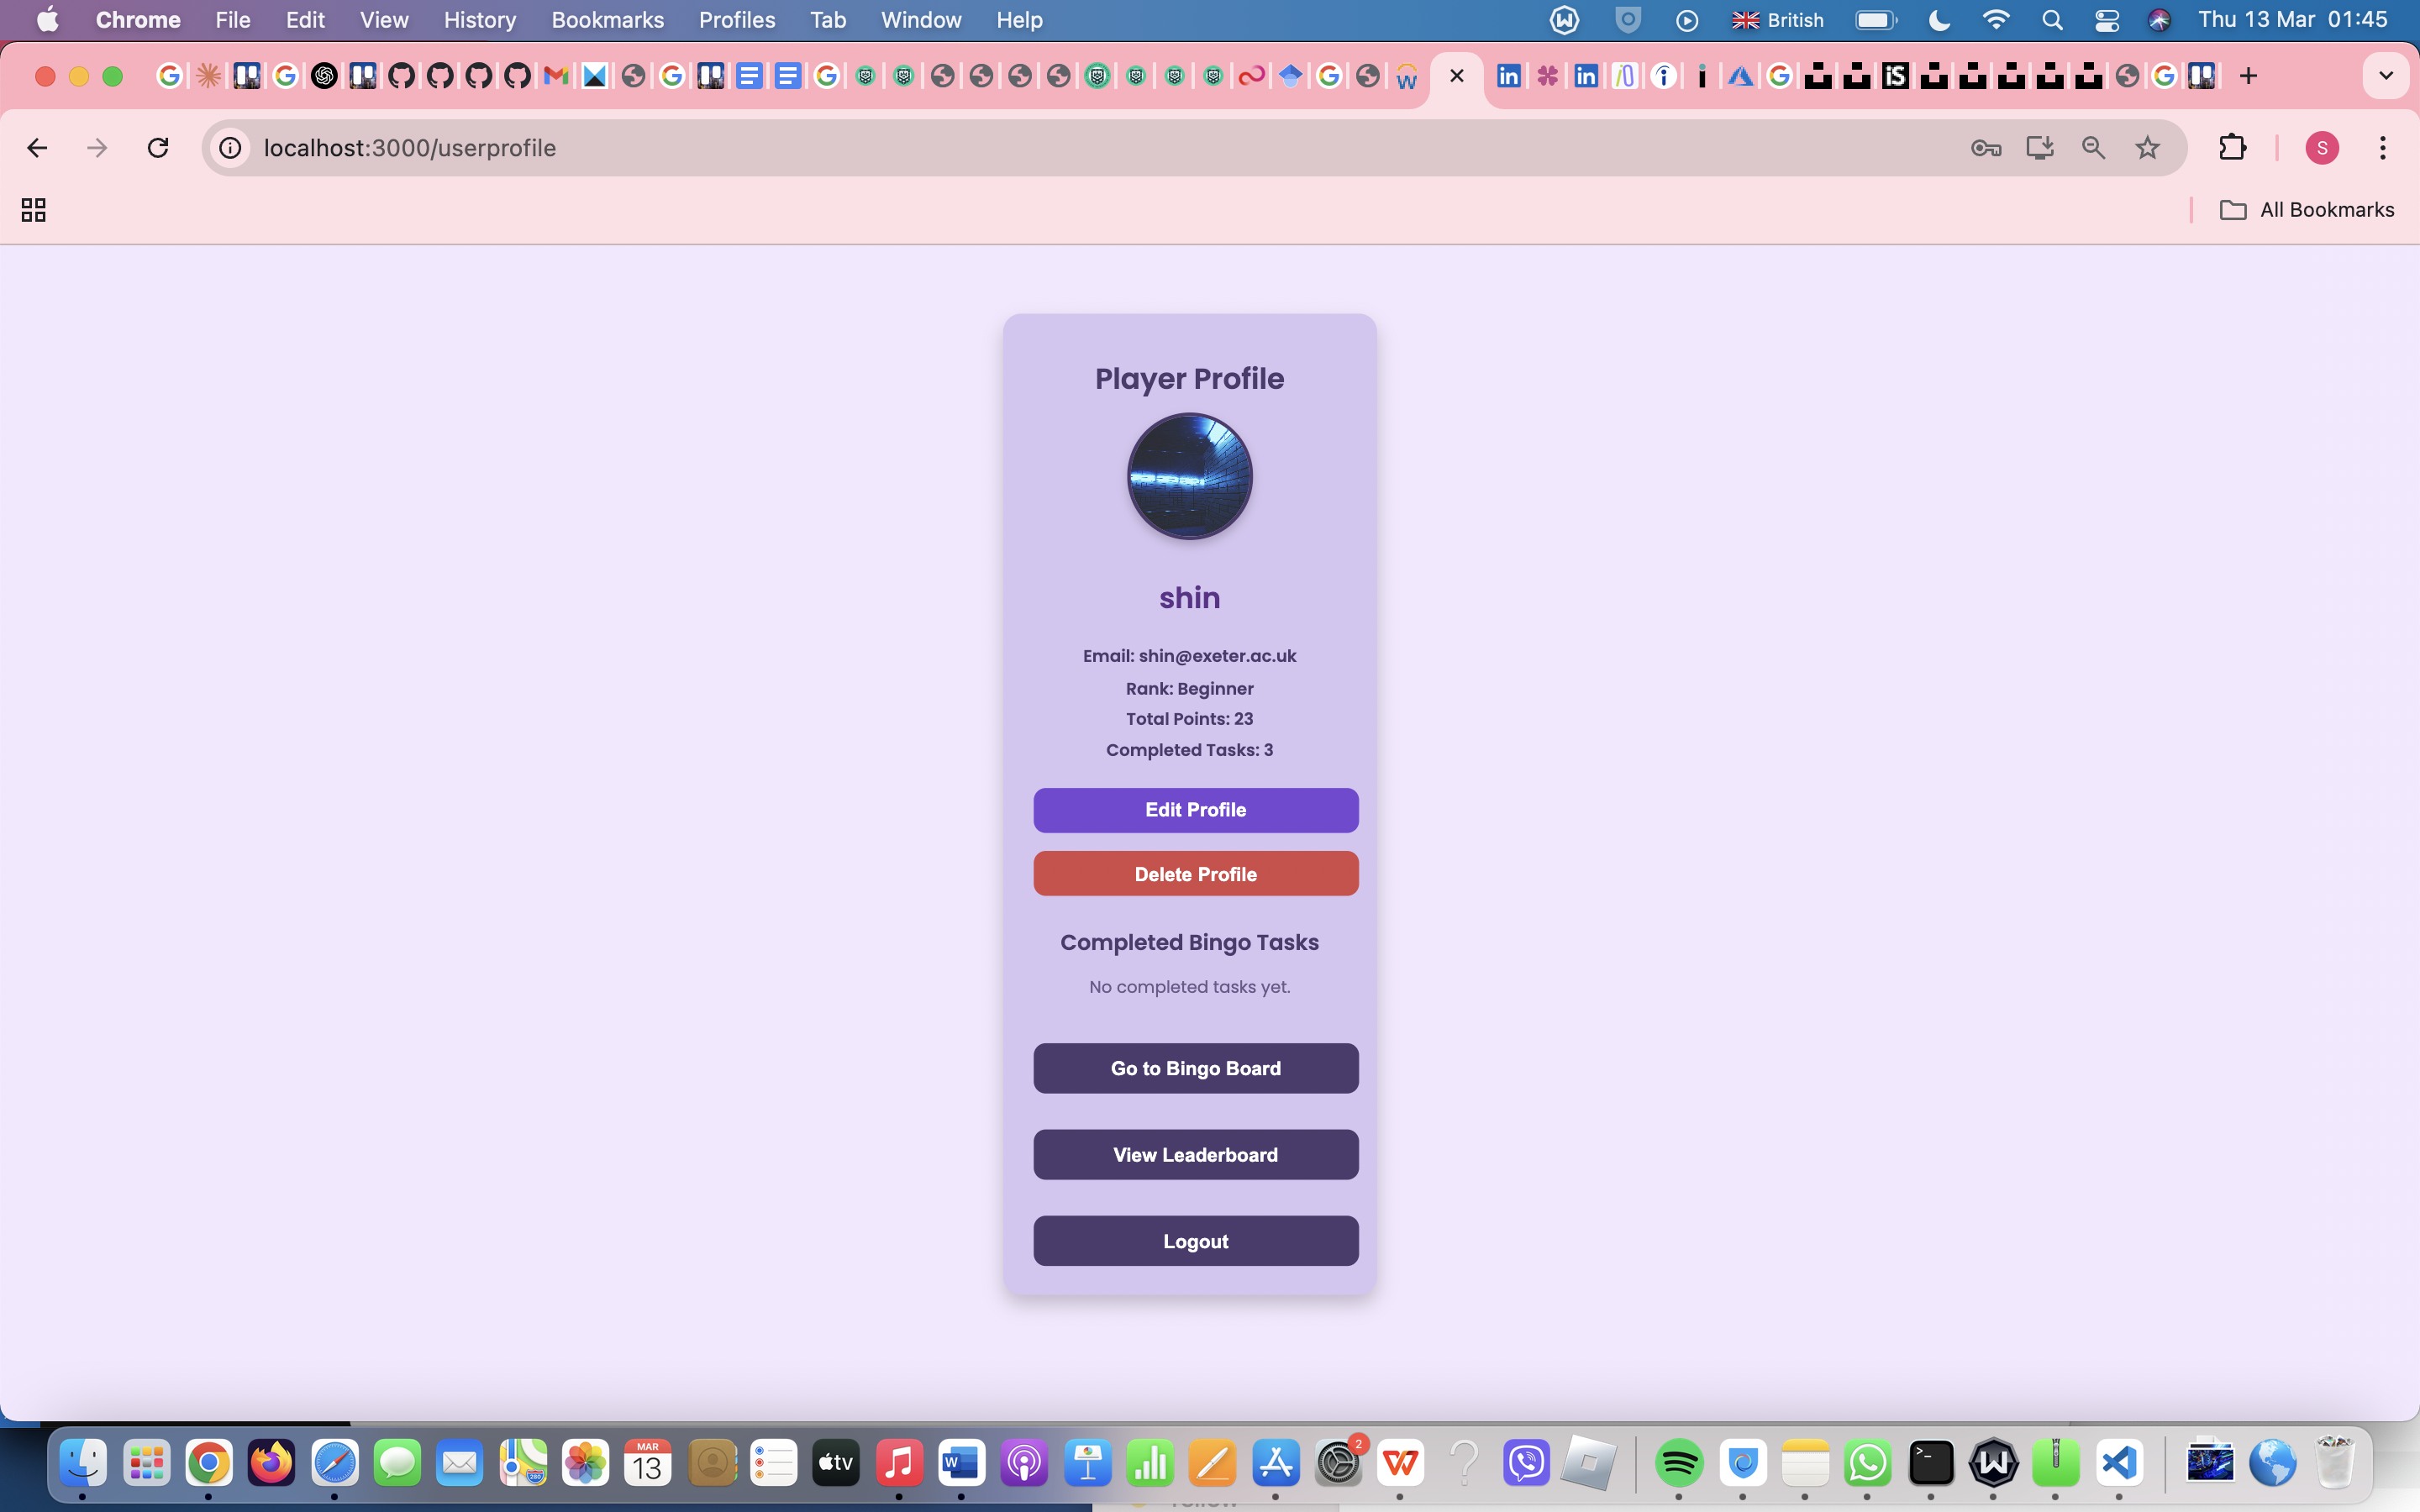 Chrome File Edit View History Bookmarks Profiles Tab Window Help British Thu 13 Mar 01:45
localhost:3000/userprofile S
All Bookmarks
Player Profile
shin
Email: shin@exeter.ac.uk
Rank: Beginner
Total Points: 23
Completed Tasks: 3
Edit Profile
Delete Profile
Completed Bingo Tasks
No completed tasks yet.
Go to Bingo Board
View Leaderboard
Logout
MAR
13
tv
2